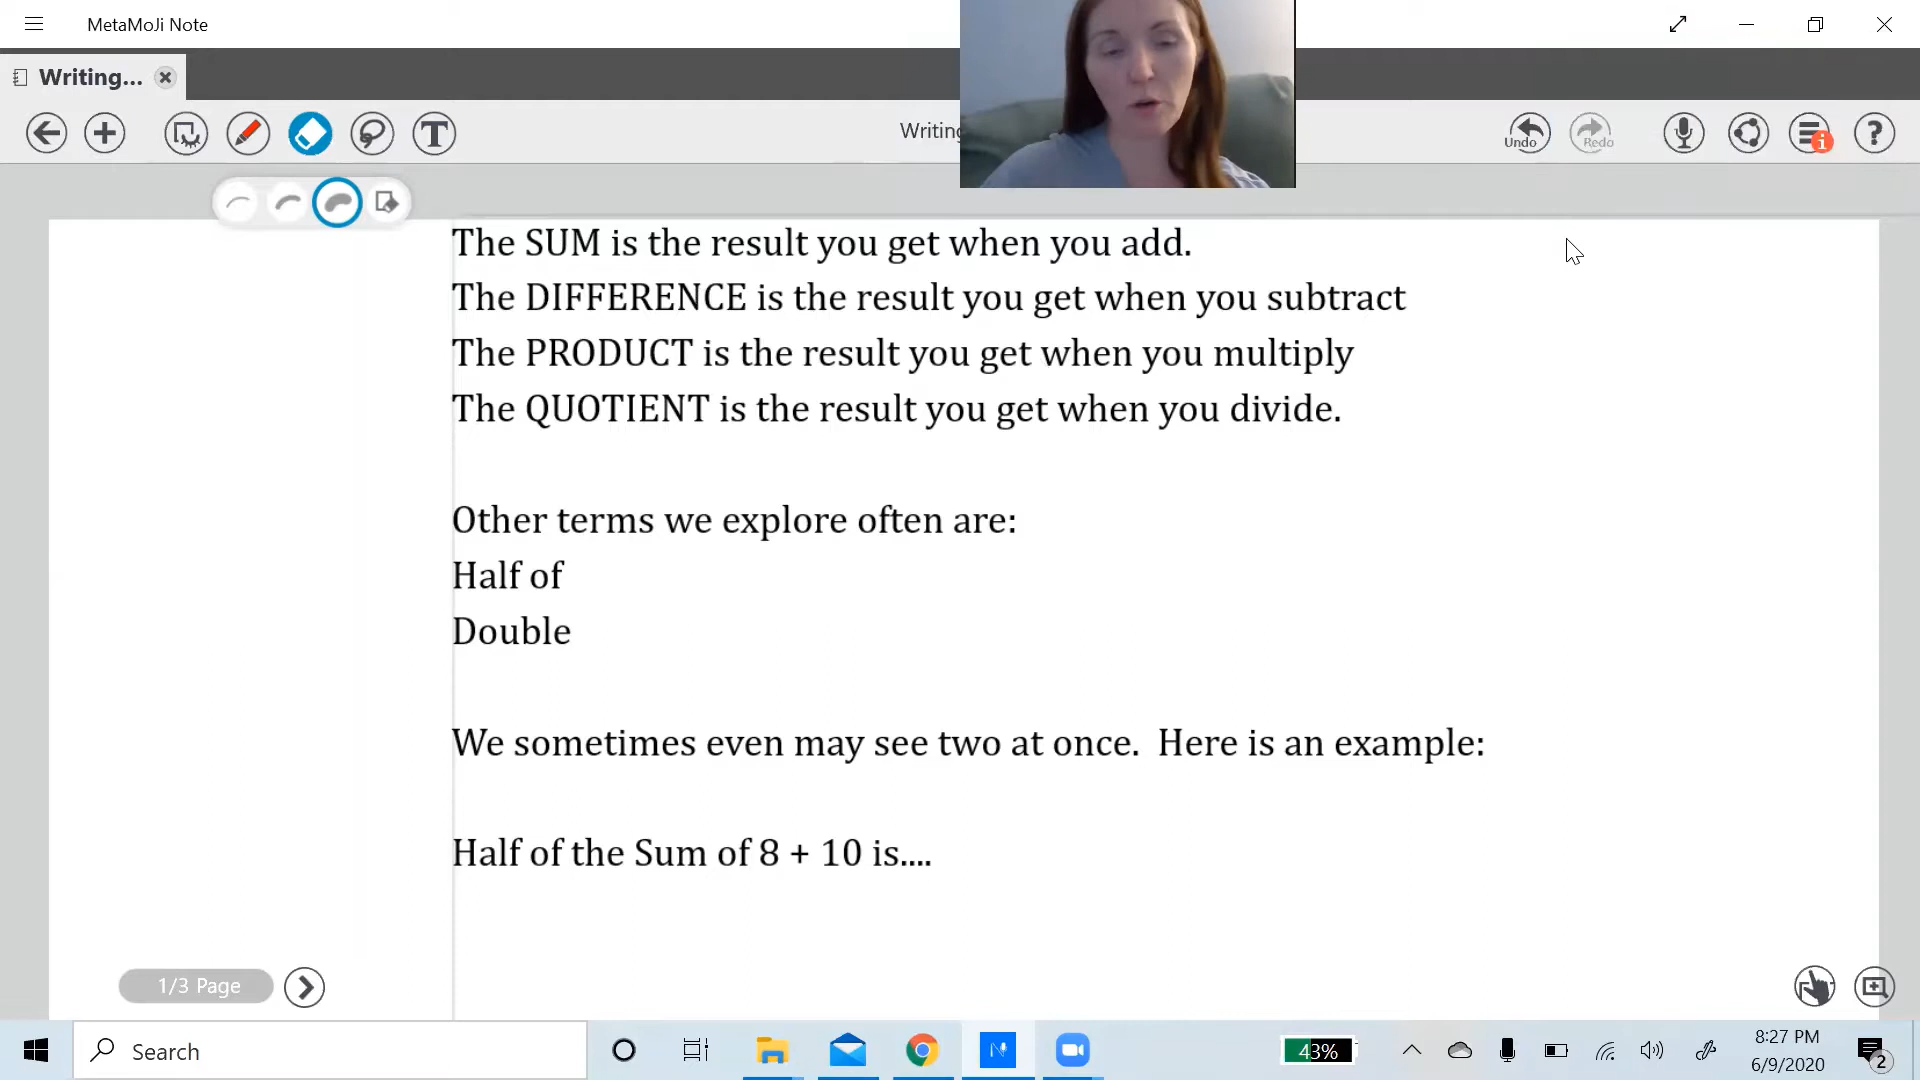 MetaMoJi Note
Writing...
Writing
Undo
Redo
The SUM is the result you get when you add.
The DIFFERENCE is the result you get when you subtract
The PRODUCT is the result you get when you multiply
The QUOTIENT is the result you get when you divide.
Other terms we explore often are:
Half of
Double
We sometimes even may see two at once.  Here is an example:
Half of the Sum of 8 + 10 is....
1/3 Page
Search
43%
8:27 PM
6/9/2020
2